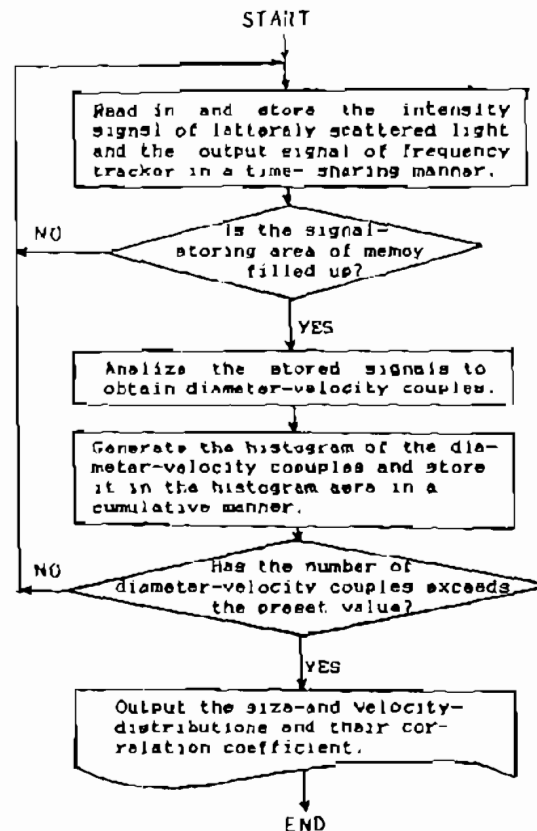 START
Read in and store the intensity
signal of latteraly scattered light
and the output signal of frequency
tracker in a time- sharing manner.
Is the signal-
storing area of memoy
filled up?
NO
YES
Analize the stored signals to
obtain diameter-velocity couples.
Generate the histogram of the dia-
meter-velocity copuples and store
it in the histogram aera in a
cumulative manner.
Has the number of
diameter-velocity couples exceeds
the preset value?
NO
YES
Output the size-and velocity-
distributions and thair cor-
ralation coefficient.
END